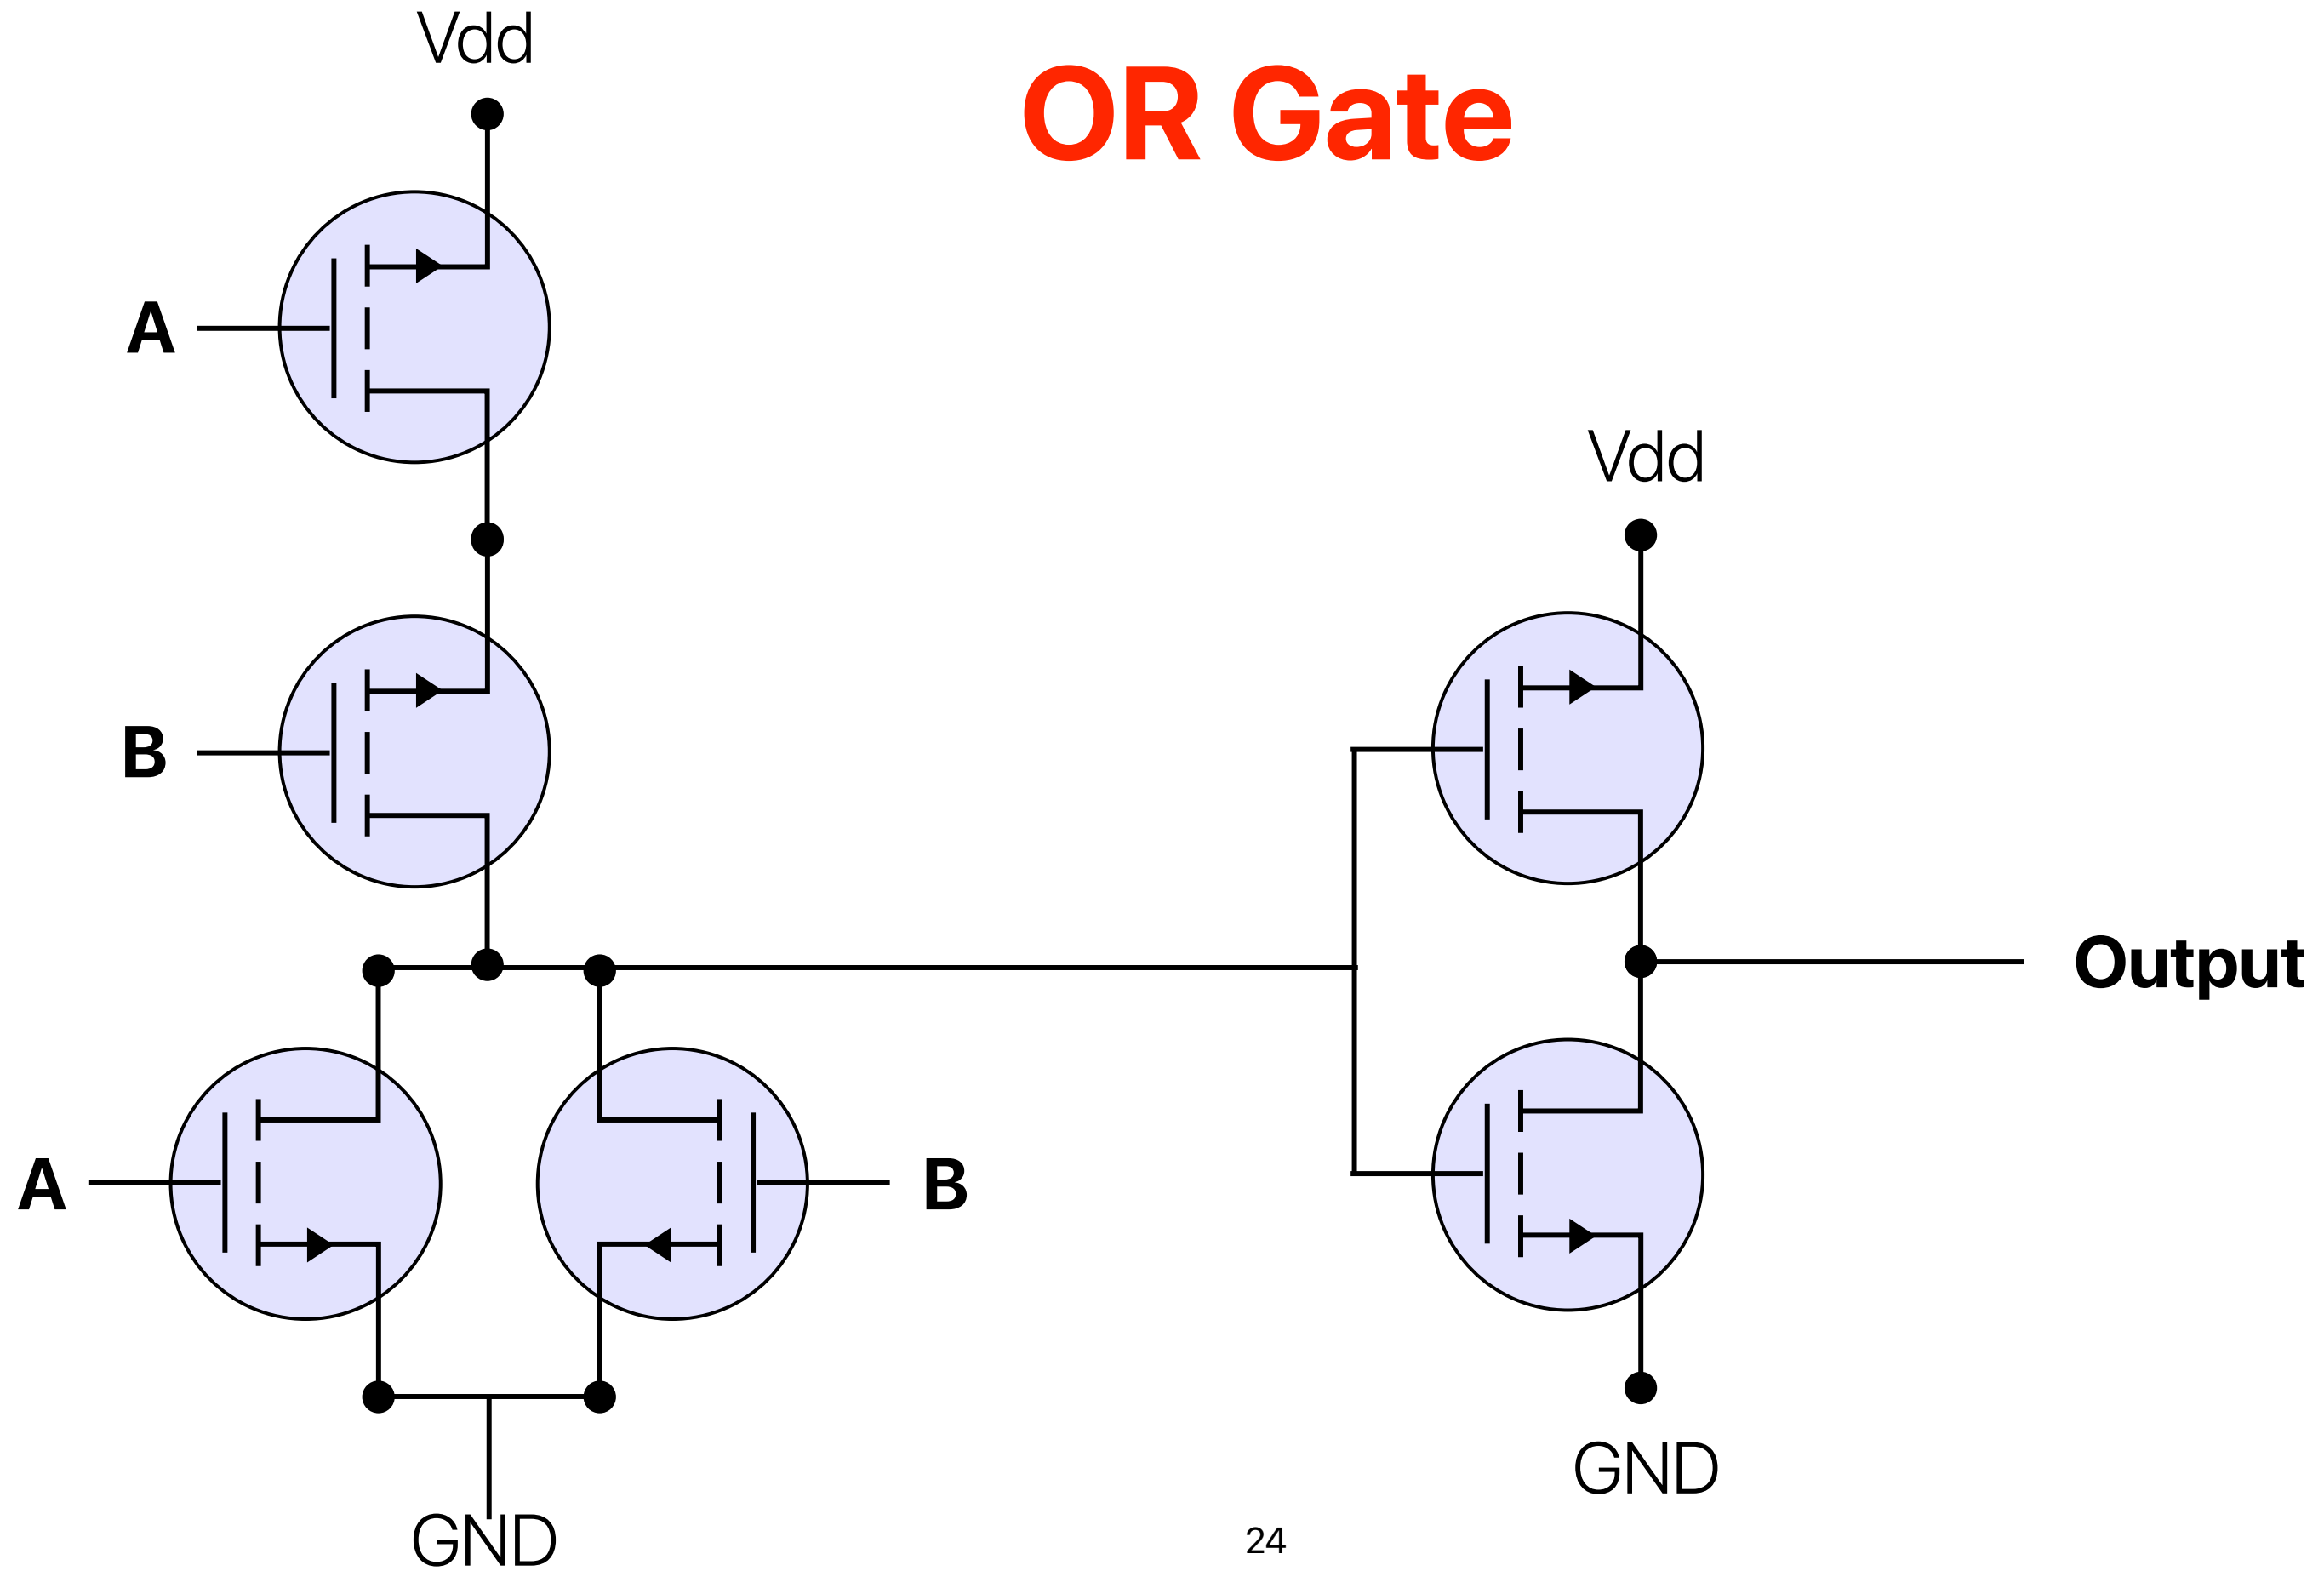 Vdd
OR Gate
A
Vdd
B
Output
A
B
GND
GND
24